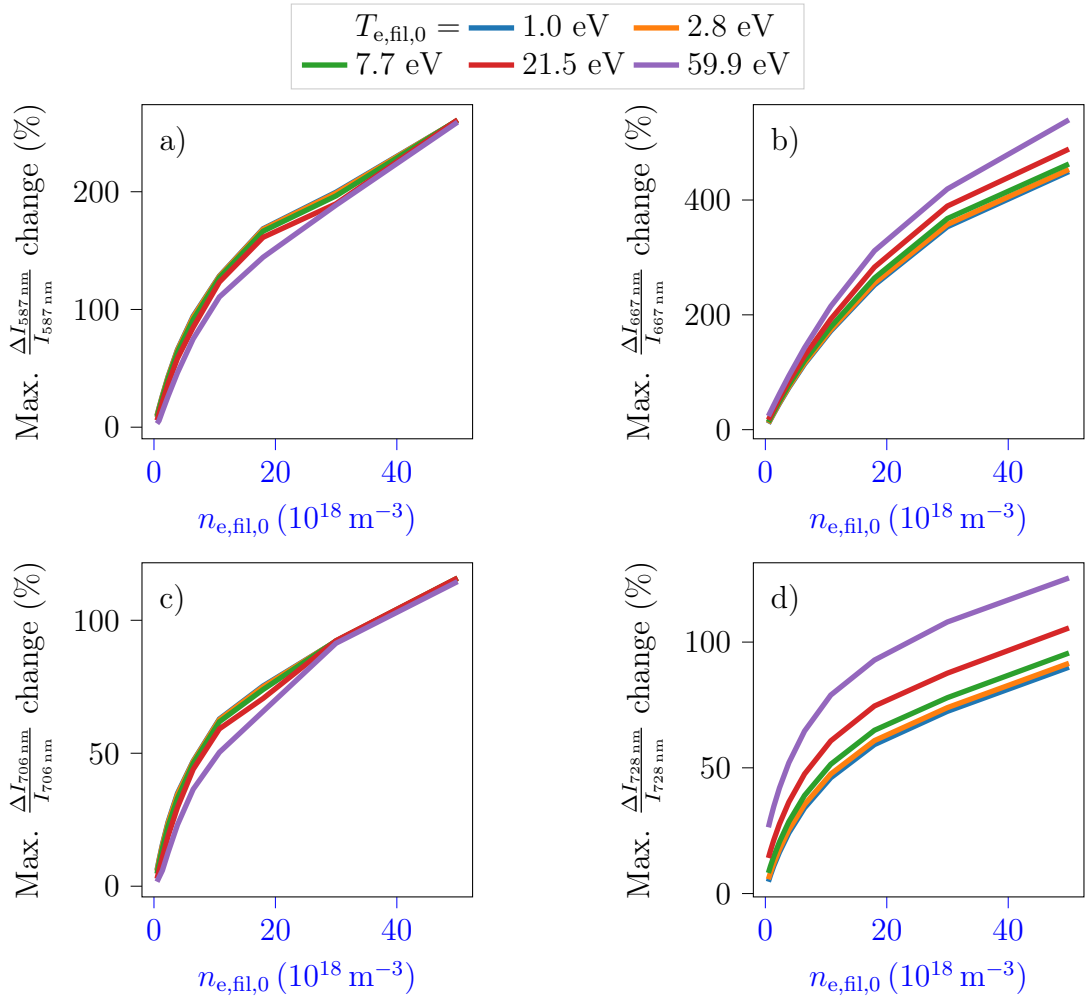 T_e,fil,0 = 1.0 eV 2.8 eV
7.7 eV 21.5 eV 59.9 eV
a)
Max. ΔI_587 nm / I_587 nm change (%)
200
100
0
0 20 40
n_e,fil,0 (10^18 m^−3)
b)
Max. ΔI_667 nm / I_667 nm change (%)
400
200
0
0 20 40
n_e,fil,0 (10^18 m^−3)
c)
Max. ΔI_706 nm / I_706 nm change (%)
100
50
0
0 20 40
n_e,fil,0 (10^18 m^−3)
d)
Max. ΔI_728 nm / I_728 nm change (%)
100
50
0
0 20 40
n_e,fil,0 (10^18 m^−3)